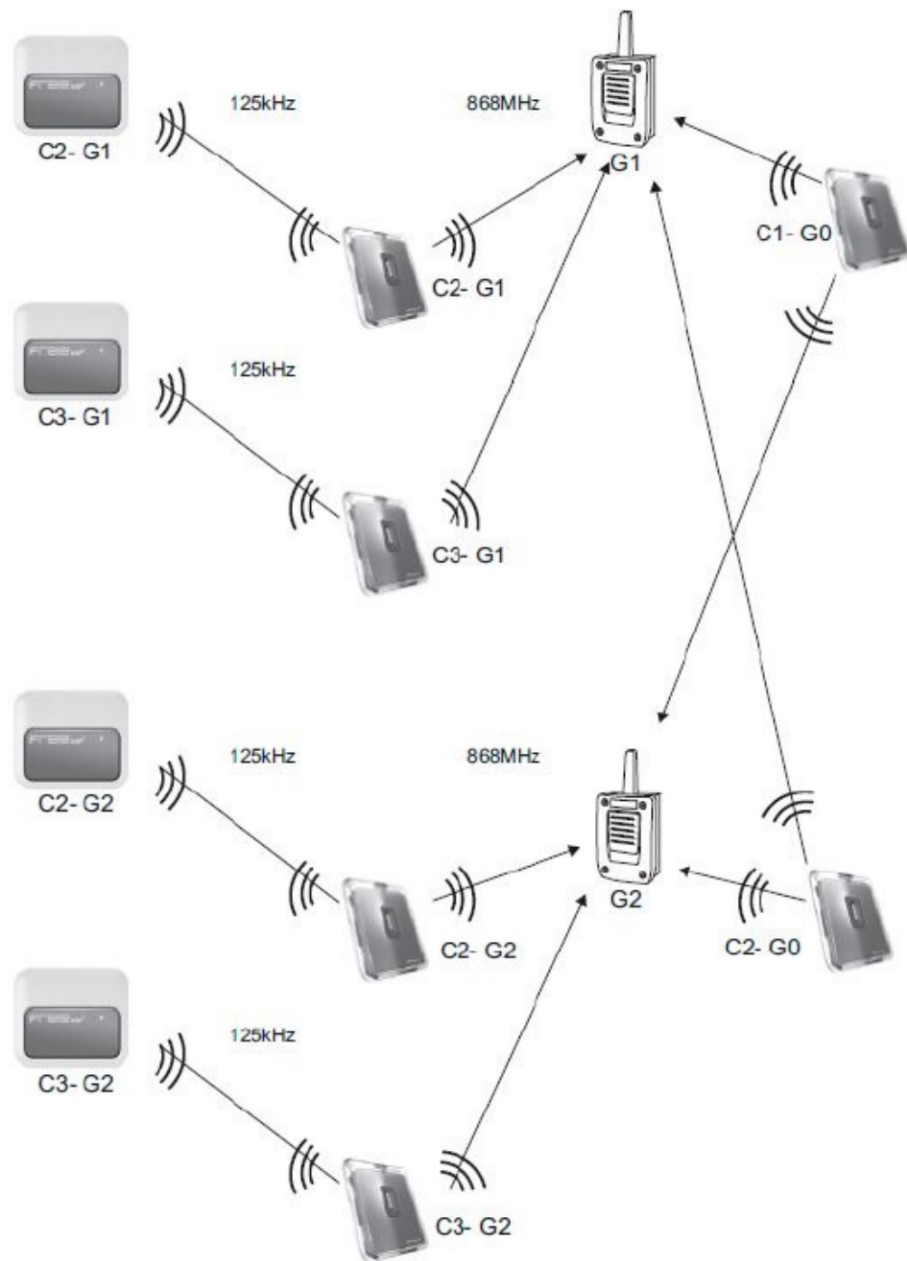 125kHz
868MHz
C2- G1
G1
C1- G0
C2- G1
125kHz
C3- G1
C3- G1
125kHz
868MHz
C2- G2
G2
C2- G2
C2- G0
125kHz
C3- G2
C3- G2